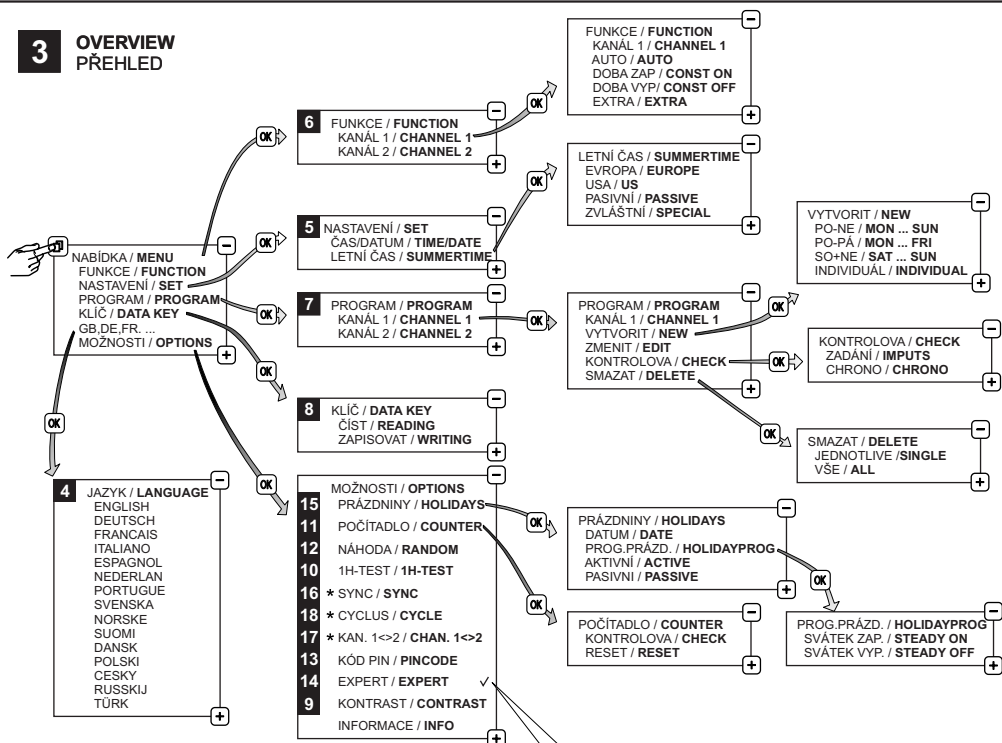 3
OVERVIEW
PŘEHLED
NABÍDKA / MENU
FUNKCE / FUNCTION
NASTAVENÍ / SET
PROGRAM / PROGRAM
KLÍČ / DATA KEY
GB,DE,FR. ...
MOŽNOSTI / OPTIONS
−
+
OK
OK
OK
OK
OK
OK
4 JAZYK / LANGUAGE
ENGLISH
DEUTSCH
FRANCAIS
ITALIANO
ESPAGNOL
NEDERLAN
PORTUGUE
SVENSKA
NORSKE
SUOMI
DANSK
POLSKI
CESKY
RUSSKIJ
TÜRK
−
+
6 FUNKCE / FUNCTION
KANÁL 1 / CHANNEL 1
KANÁL 2 / CHANNEL 2
−
+
OK
5 NASTAVENÍ / SET
ČAS/DATUM / TIME/DATE
LETNÍ ČAS / SUMMERTIME
−
+
OK
7 PROGRAM / PROGRAM
KANÁL 1 / CHANNEL 1
KANÁL 2 / CHANNEL 2
−
+
OK
8 KLÍČ / DATA KEY
ČÍST / READING
ZAPISOVAT / WRITING
−
+
MOŽNOSTI / OPTIONS
15 PRÁZDNINY / HOLIDAYS
11 POČÍTADLO / COUNTER
12 NÁHODA / RANDOM
10 1H-TEST / 1H-TEST
16 * SYNC / SYNC
18 * CYCLUS / CYCLE
17 * KAN. 1<>2 / CHAN. 1<>2
13 KÓD PIN / PINCODE
14 EXPERT / EXPERT ✓
9 KONTRAST / CONTRAST
INFORMACE / INFO
−
+
OK
OK
FUNKCE / FUNCTION
KANÁL 1 / CHANNEL 1
AUTO / AUTO
DOBA ZAP / CONST ON
DOBA VYP/ CONST OFF
EXTRA / EXTRA
−
+
LETNÍ ČAS / SUMMERTIME
EVROPA / EUROPE
USA / US
PASIVNÍ / PASSIVE
ZVLÁŠTNÍ / SPECIAL
−
+
PROGRAM / PROGRAM
KANÁL 1 / CHANNEL 1
VYTVORIT / NEW
ZMENIT / EDIT
KONTROLOVA / CHECK
SMAZAT / DELETE
−
+
OK
OK
OK
VYTVORIT / NEW
PO-NE / MON ... SUN
PO-PÁ / MON ... FRI
SO+NE / SAT ... SUN
INDIVIDUÁL / INDIVIDUAL
−
+
KONTROLOVA / CHECK
ZADÁNÍ / IMPUTS
CHRONO / CHRONO
−
+
SMAZAT / DELETE
JEDNOTLIVE /SINGLE
VŠE / ALL
−
+
PRÁZDNINY / HOLIDAYS
DATUM / DATE
PROG.PRÁZD. / HOLIDAYPROG
AKTIVNÍ / ACTIVE
PASIVNI / PASSIVE
−
+
OK
POČÍTADLO / COUNTER
KONTROLOVA / CHECK
RESET / RESET
−
+
PROG.PRÁZD. / HOLIDAYPROG
SVÁTEK ZAP. / STEADY ON
SVÁTEK VYP. / STEADY OFF
−
+